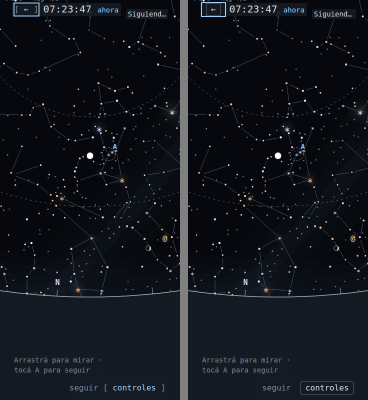 [ ← ] 07:23:47 ahora Siguiend…
A
@
N
Arrastrá para mirar ·
tocá A para seguir
seguir [ controles ]
← 07:23:47 ahora Siguiend…
A
@
N
Arrastrá para mirar ·
tocá A para seguir
seguir controles